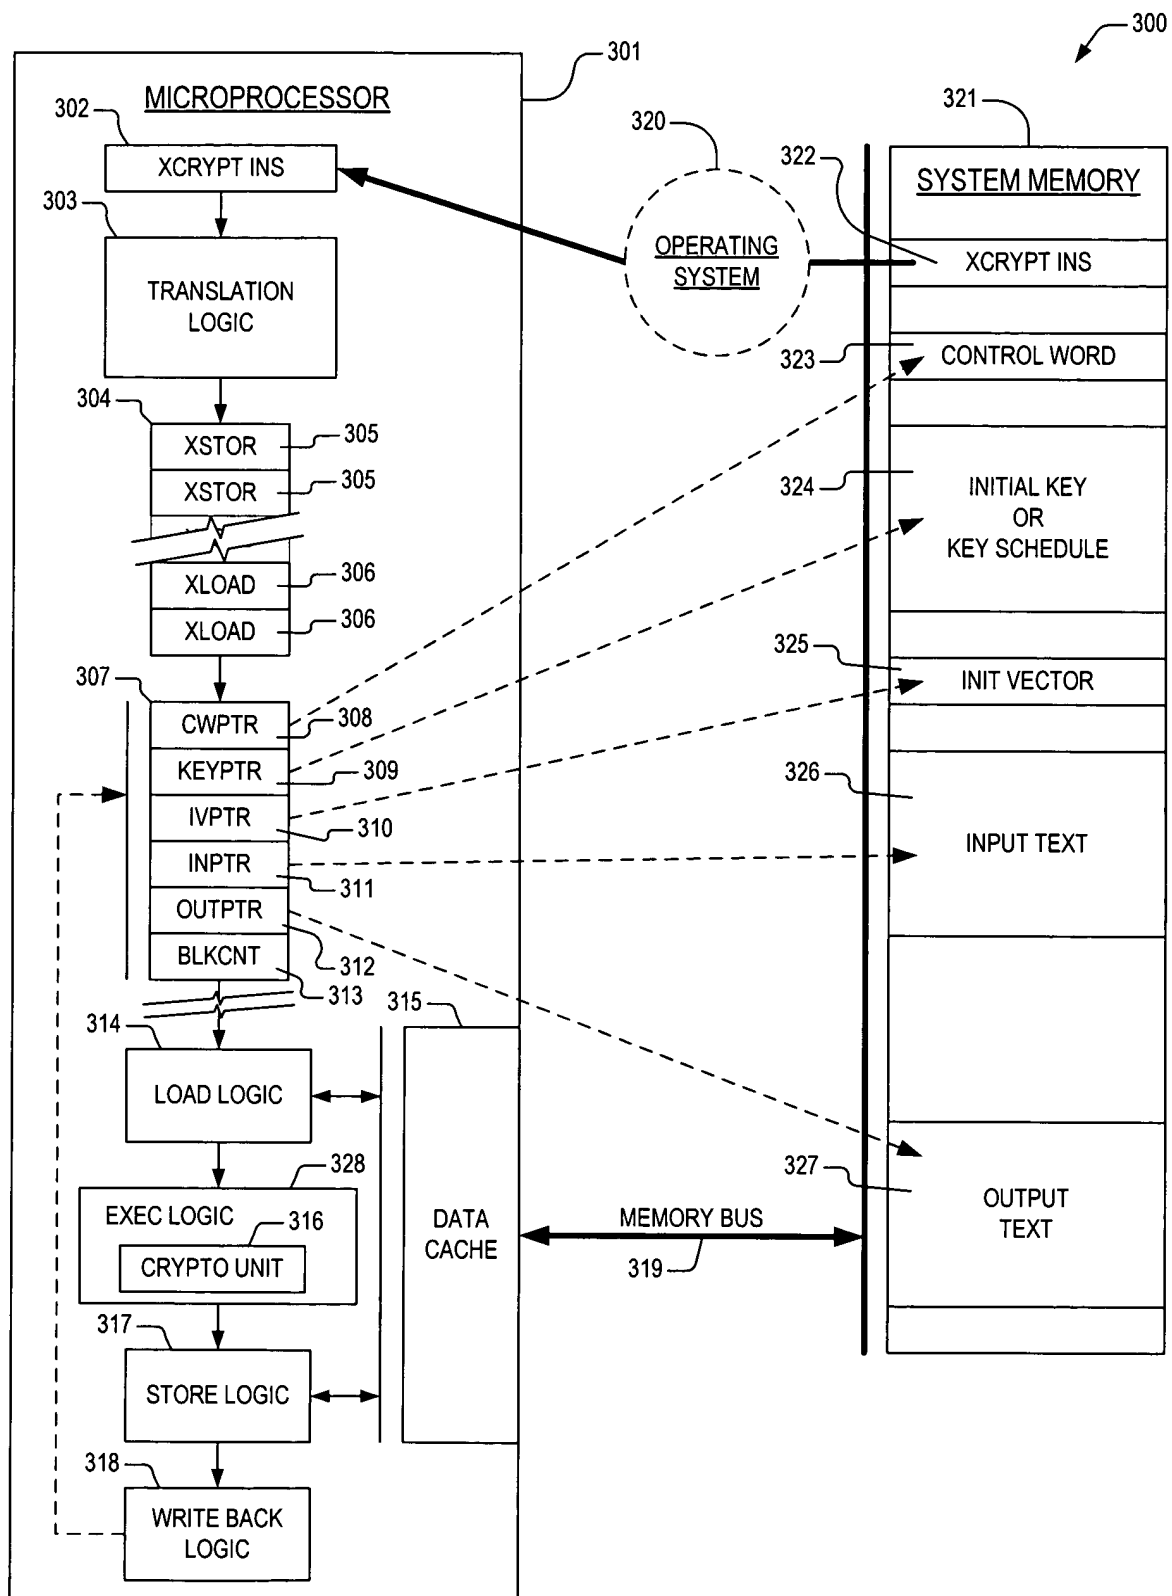 300
301
MICROPROCESSOR
302
XCRYPT INS
303
TRANSLATION
LOGIC
304
XSTOR
305
XSTOR
305
XLOAD
306
XLOAD
306
307
CWPTR
308
KEYPTR
309
IVPTR
310
INPTR
311
OUTPTR
312
BLKCNT
313
314
LOAD LOGIC
315
DATA
CACHE
328
EXEC LOGIC
316
CRYPTO UNIT
317
STORE LOGIC
318
WRITE BACK
LOGIC
MEMORY BUS
319
320
OPERATING
SYSTEM
321
SYSTEM MEMORY
322
XCRYPT INS
323
CONTROL WORD
324
INITIAL KEY
OR
KEY SCHEDULE
325
INIT VECTOR
326
INPUT TEXT
327
OUTPUT
TEXT